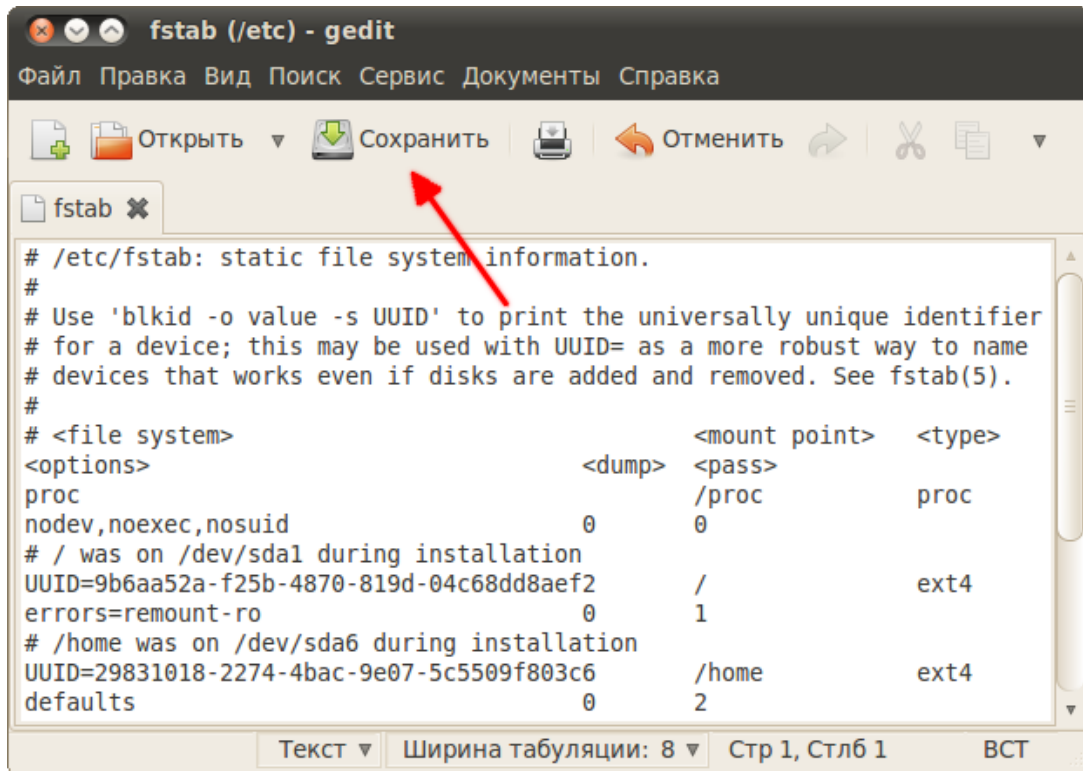 fstab (/etc) - gedit
Файл Правка Вид Поиск Сервис Документы Справка
Открыть Сохранить Отменить
fstab
# /etc/fstab: static file system information.
#
# Use 'blkid -o value -s UUID' to print the universally unique identifier
# for a device; this may be used with UUID= as a more robust way to name
# devices that works even if disks are added and removed. See fstab(5).
#
# <file system> <mount point> <type>
<options> <dump> <pass>
proc /proc proc
nodev,noexec,nosuid 0 0
# / was on /dev/sda1 during installation
UUID=9b6aa52a-f25b-4870-819d-04c68dd8aef2 / ext4
errors=remount-ro 0 1
# /home was on /dev/sda6 during installation
UUID=29831018-2274-4bac-9e07-5c5509f803c6 /home ext4
defaults 0 2
Текст Ширина табуляции: 8 Стр 1, Стлб 1 ВСТ